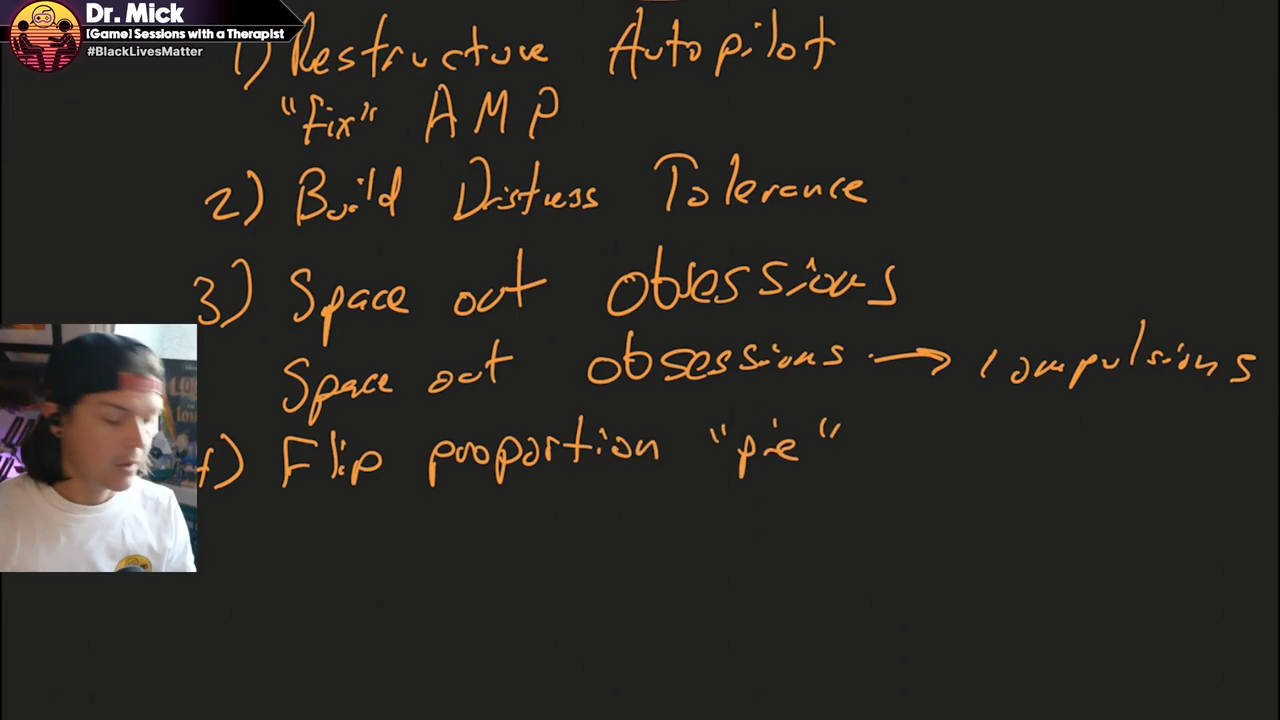 Dr. Mick
[Game] Sessions with a Therapist
#BlackLivesMatter
1) Restructure Autopilot
"fix" AMP
2) Build Distress Tolerance
3) Space out obsessions
Space out obsessions → compulsions
4) Flip proportion "pie"